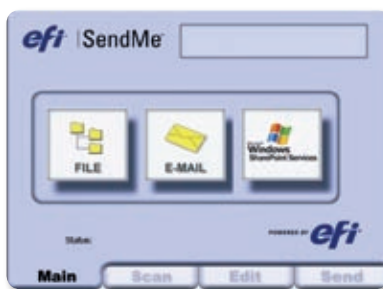 efi SendMe
FILE
E-MAIL
Windows
SharePoint Services
Status:
POWERED BY efi
Main
Scan
Edit
Send